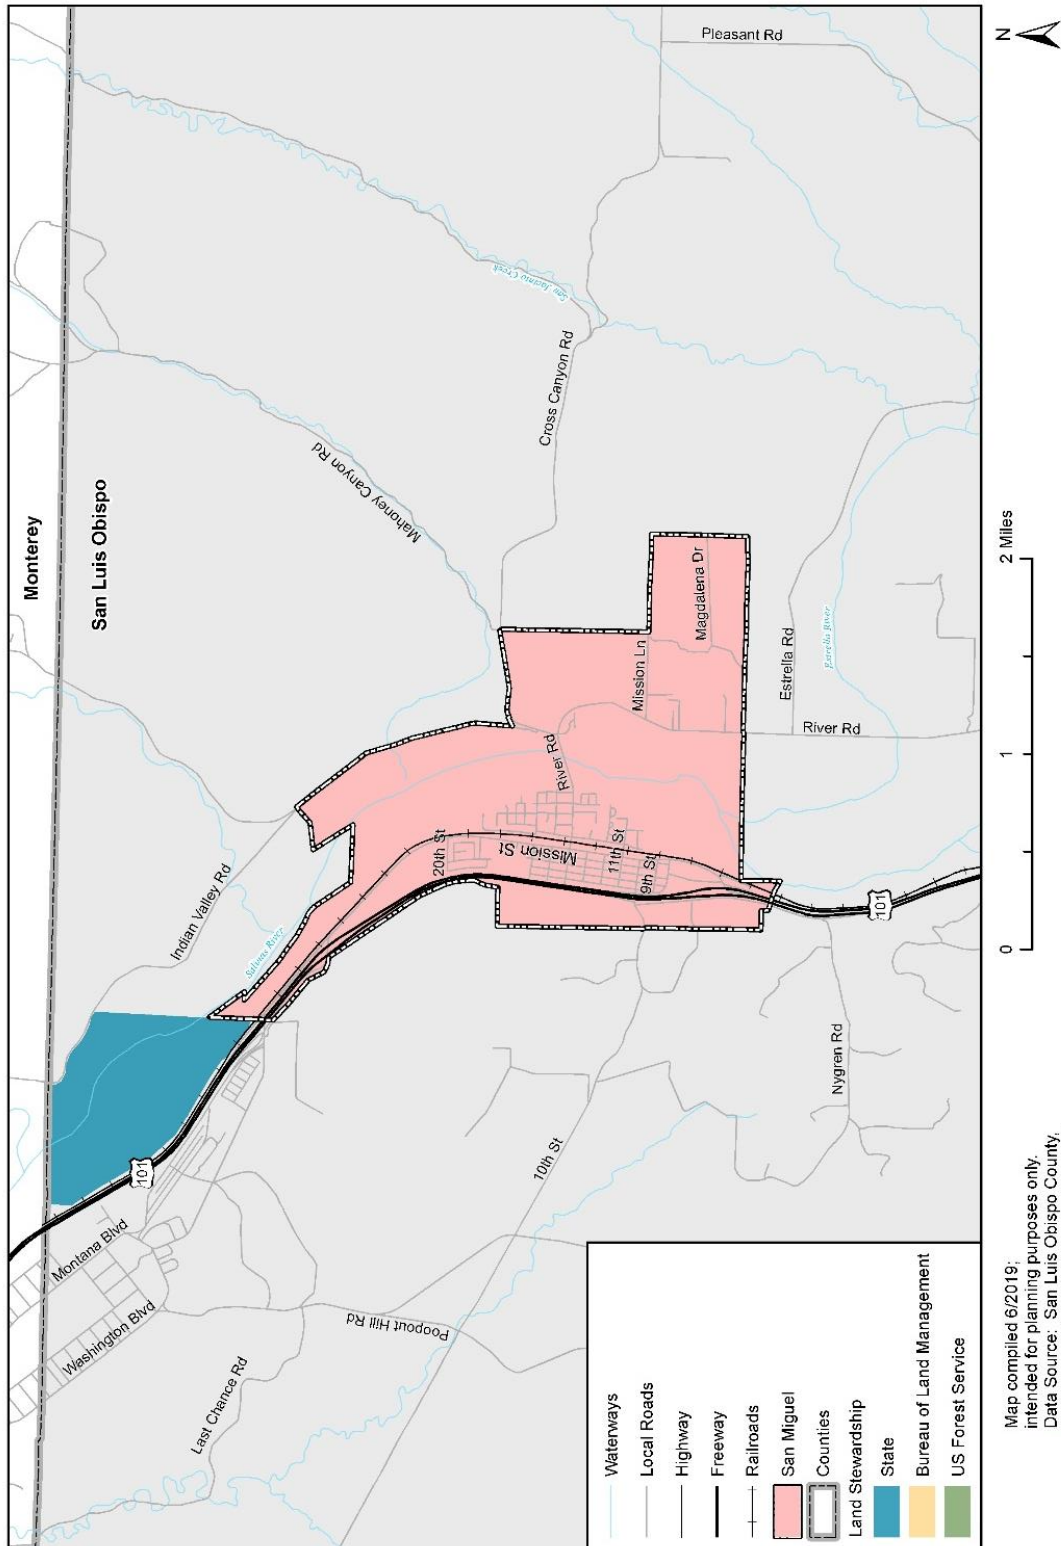 Monterey
San Luis Obispo
Pleasant Rd
San Jacinto Creek
Cross Canyon Rd
Mahoney Canyon Rd
Indian Valley Rd
Salinas River
101
Montana Blvd
Washington Blvd
Last Chance Rd
Poopout Hill Rd
10th St
20th St
Mission St
River Rd
11th St
9th St
Mission Ln
Magdalena Dr
Estrella Rd
Estrella River
River Rd
101
Nygren Rd
Waterways
Local Roads
Highway
Freeway
Railroads
San Miguel
Counties
Land Stewardship
State
Bureau of Land Management
US Forest Service
Map compiled 6/2019;
intended for planning purposes only.
Data Source: San Luis Obispo County.
0 1 2 Miles
N